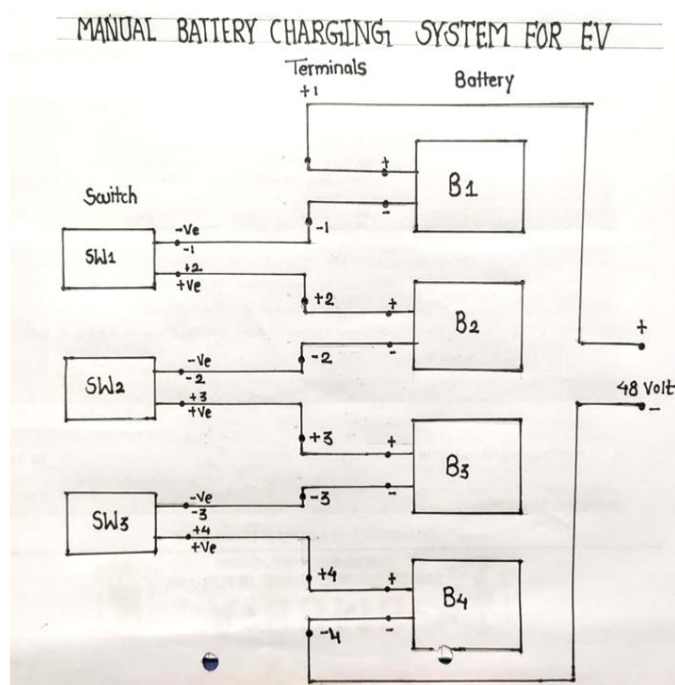 MANUAL BATTERY CHARGING SYSTEM FOR EV
Terminals
Battery
+1
+
B1
-
-1
Switch
SW1
-Ve
-1
+2
+Ve
+2
+
B2
-
-2
+
48 Volt
-
SW2
-Ve
-2
+3
+Ve
+3
+
B3
-
-3
SW3
-Ve
-3
+4
+Ve
+4
+
B4
-
-4